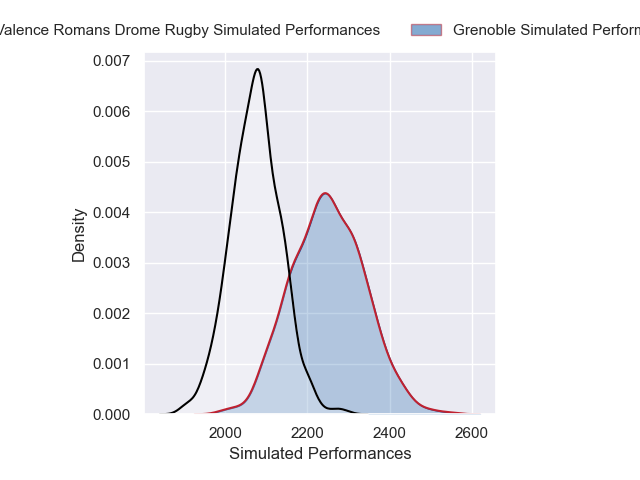 Valence Romans Drome Rugby Simulated Performances
Grenoble Simulated
0.007
0.006
0.005
0.004
0.003
0.002
0.001
0.000
Density
2000 2200 2400 2600
Simulated Performances